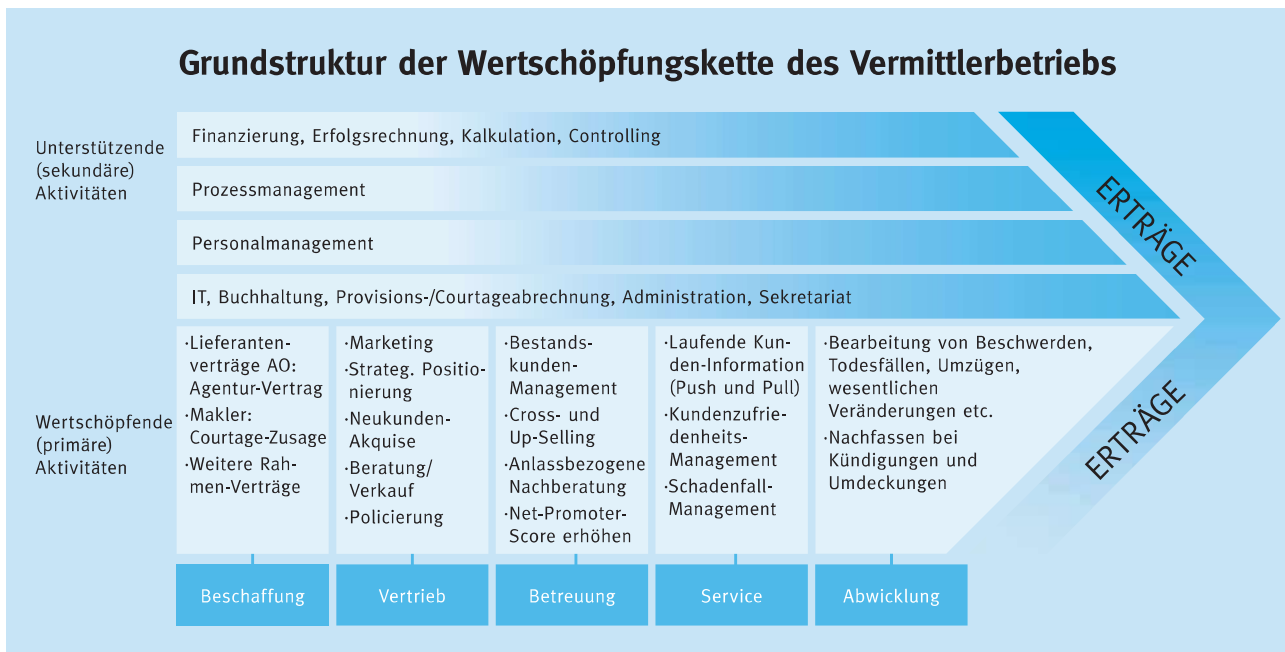 Grundstruktur der Wertschöpfungskette des Vermittlerbetriebs
Unterstützende
(sekundäre)
Aktivitäten
Finanzierung, Erfolgsrechnung, Kalkulation, Controlling
Prozessmanagement
Personalmanagement
IT, Buchhaltung, Provisions-/Courtageabrechnung, Administration, Sekretariat
ERTRÄGE
Wertschöpfende
(primäre)
Aktivitäten
·Lieferanten-
verträge AO:
Agentur-Vertrag
·Makler:
Courtage-Zusage
·Weitere Rah-
men-Verträge
·Marketing
·Strateg. Positio-
nierung
·Neukunden-
Akquise
·Beratung/
Verkauf
·Policierung
·Bestands-
kunden-
Management
·Cross- und
Up-Selling
·Anlassbezogene
Nachberatung
·Net-Promoter-
Score erhöhen
·Laufende Kun-
den-Information
(Push und Pull)
·Kundenzufrie-
denheits-
Management
·Schadenfall-
Management
·Bearbeitung von Beschwerden,
Todesfällen, Umzügen,
wesentlichen
Veränderungen etc.
·Nachfassen bei
Kündigungen und
Umdeckungen
ERTRÄGE
Beschaffung
Vertrieb
Betreuung
Service
Abwicklung